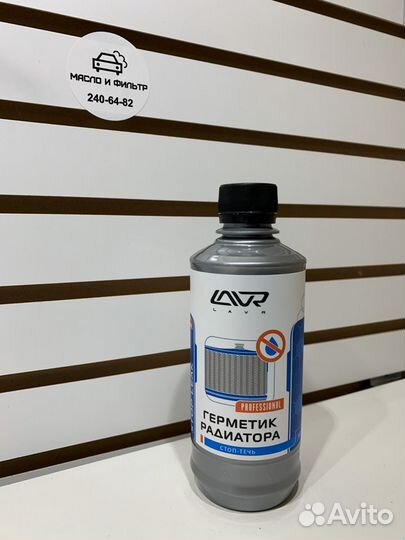 МАСЛО И ФИЛЬТР
240-64-82
LAVR
LAVR
PROFESSIONAL
ГЕРМЕТИК
РАДИАТОРА
СТОП-ТЕЧЬ
Avito